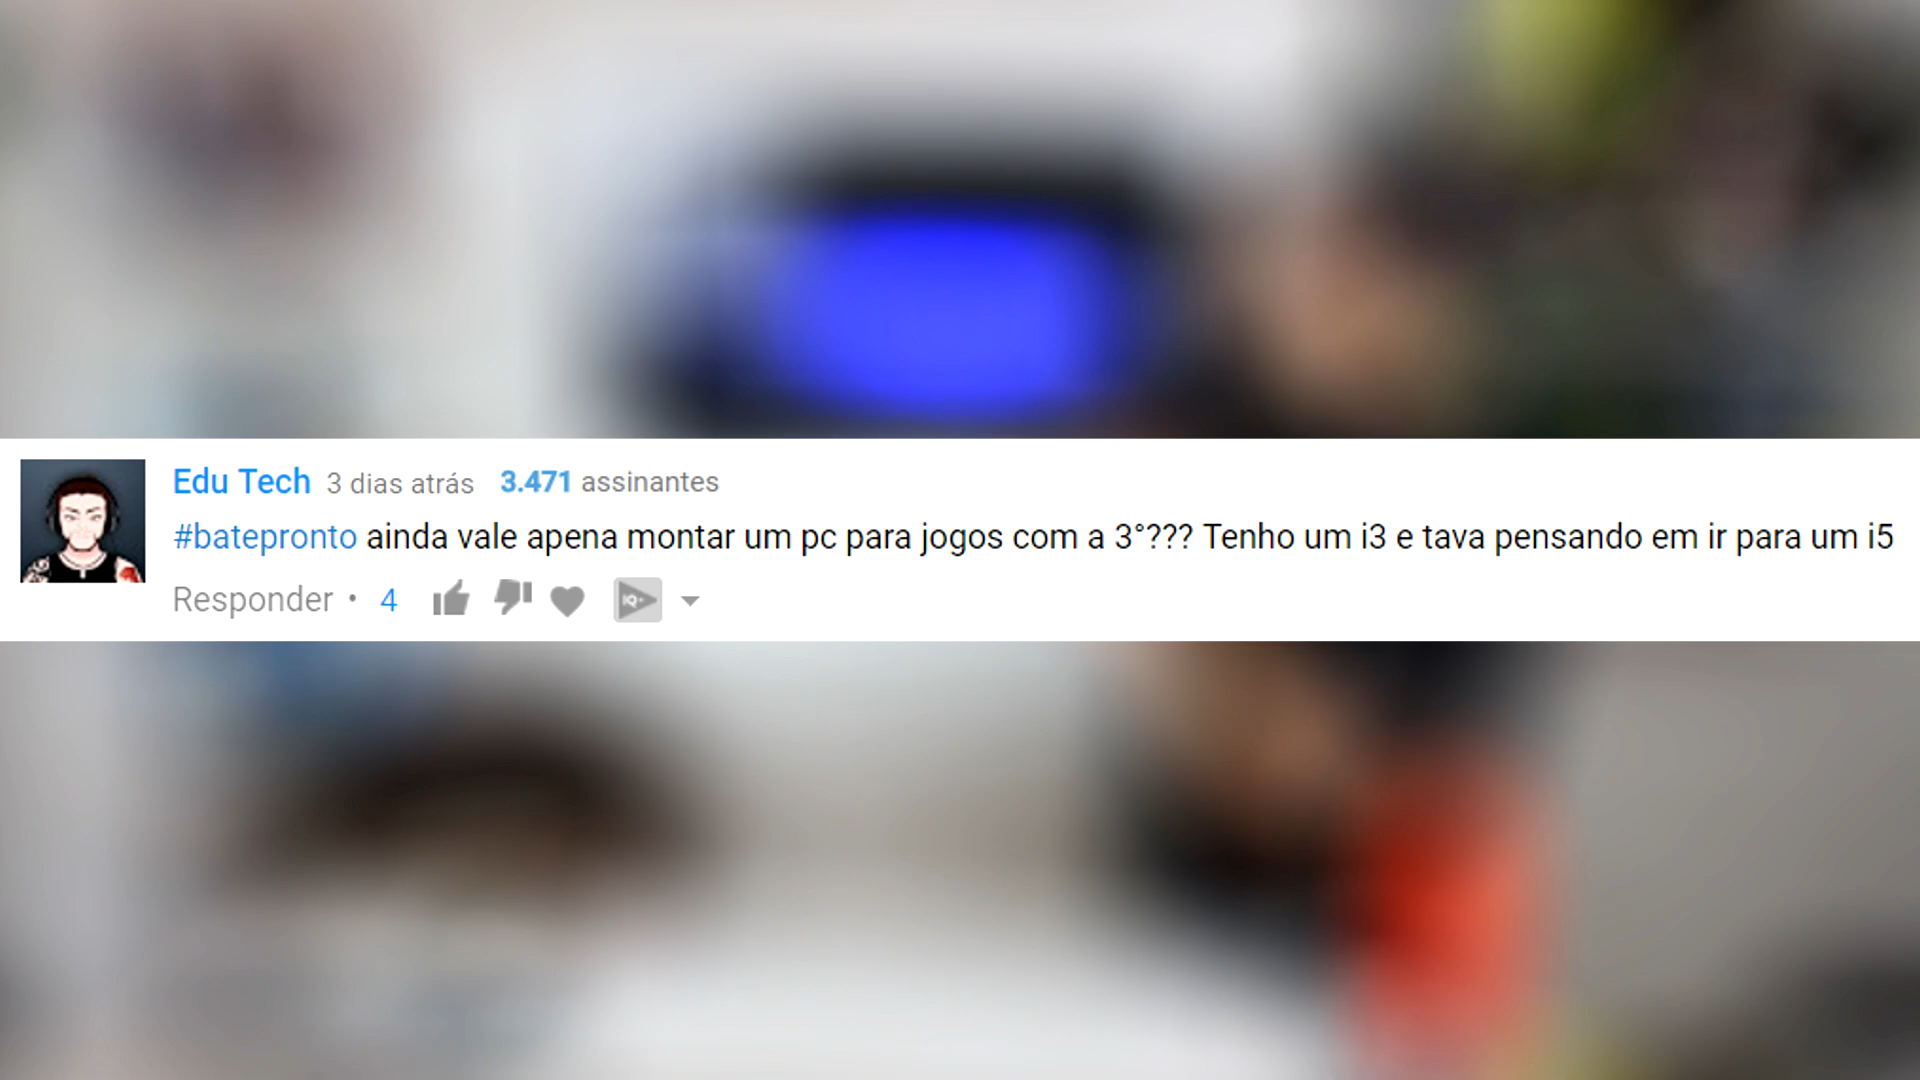 Edu Tech 3 dias atrás 3.471 assinantes
#batepronto ainda vale apena montar um pc para jogos com a 3°??? Tenho um i3 e tava pensando em ir para um i5
Responder • 4
IQ